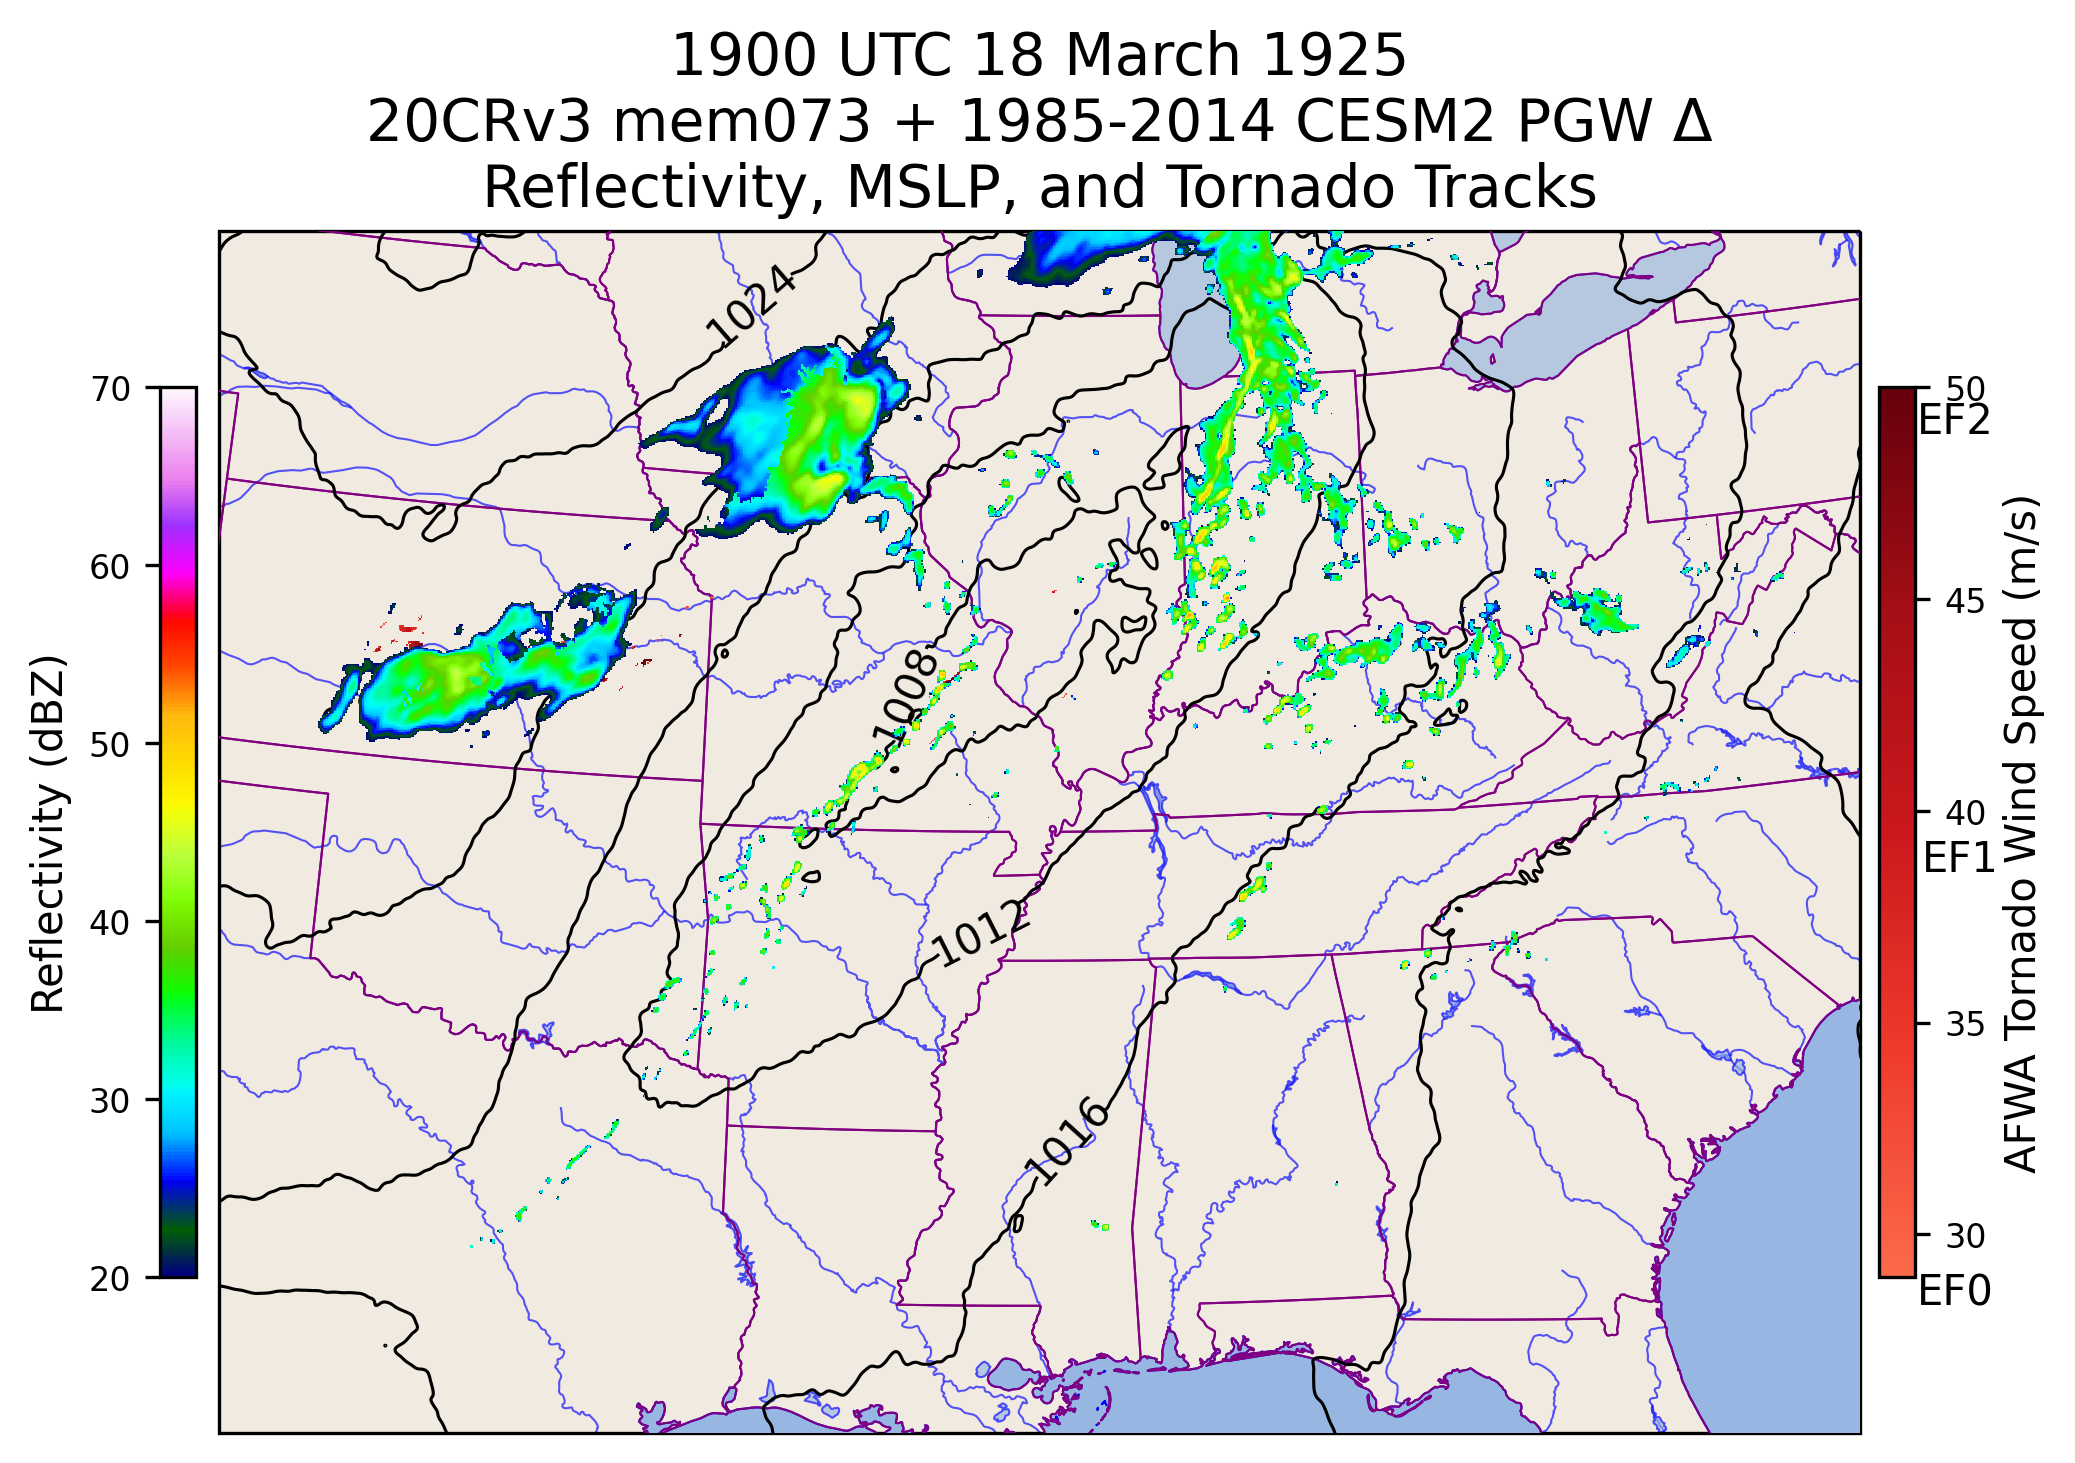 1900 UTC 18 March 1925
20CRv3 mem073 + 1985-2014 CESM2 PGW Δ
Reflectivity, MSLP, and Tornado Tracks
70
60
50
40
30
20
Reflectivity (dBZ)
1024
1008
1012
1016
50
EF2
45
40
EF1
35
30
EF0
AFWA Tornado Wind Speed (m/s)